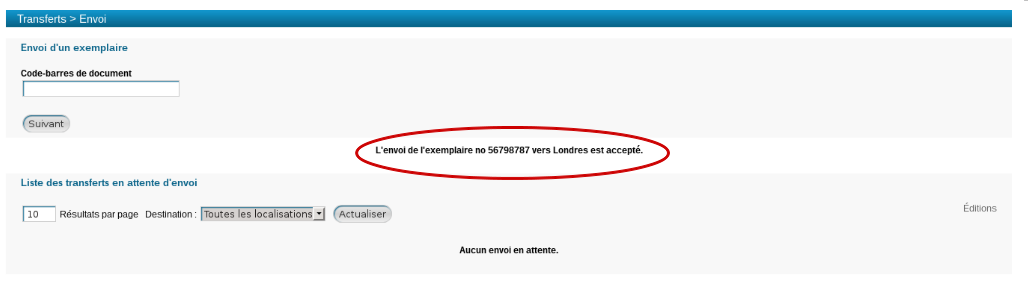 Transferts > Envoi
Envoi d'un exemplaire
Code-barres de document
Suivant
L'envoi de l'exemplaire no 56798787 vers Londres est accepté.
Liste des transferts en attente d'envoi
10 Résultats par page Destination : Toutes les localisations Actualiser
Éditions
Aucun envoi en attente.